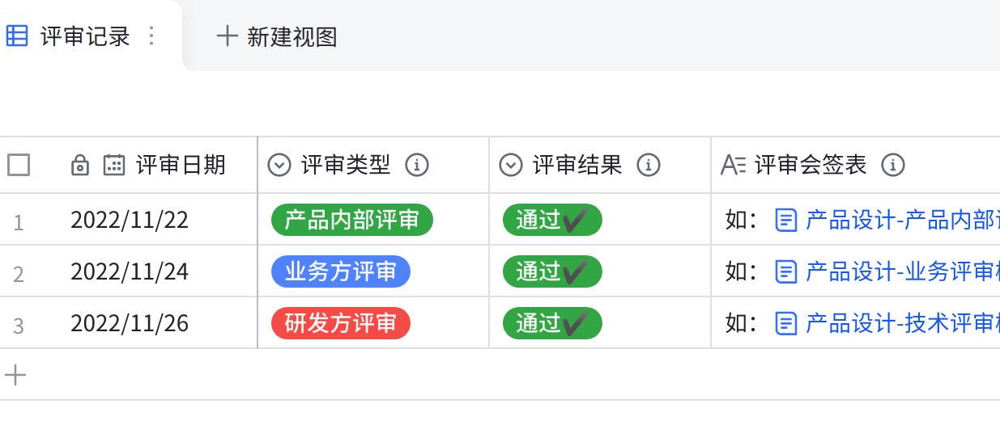 评审记录 新建视图
评审日期 评审类型 评审结果 评审会签表
1 2022/11/22 产品内部评审 通过✔ 如： 产品设计-产品内部
2 2022/11/24 业务方评审 通过✔ 如： 产品设计-业务评审
3 2022/11/26 研发方评审 通过✔ 如： 产品设计-技术评审